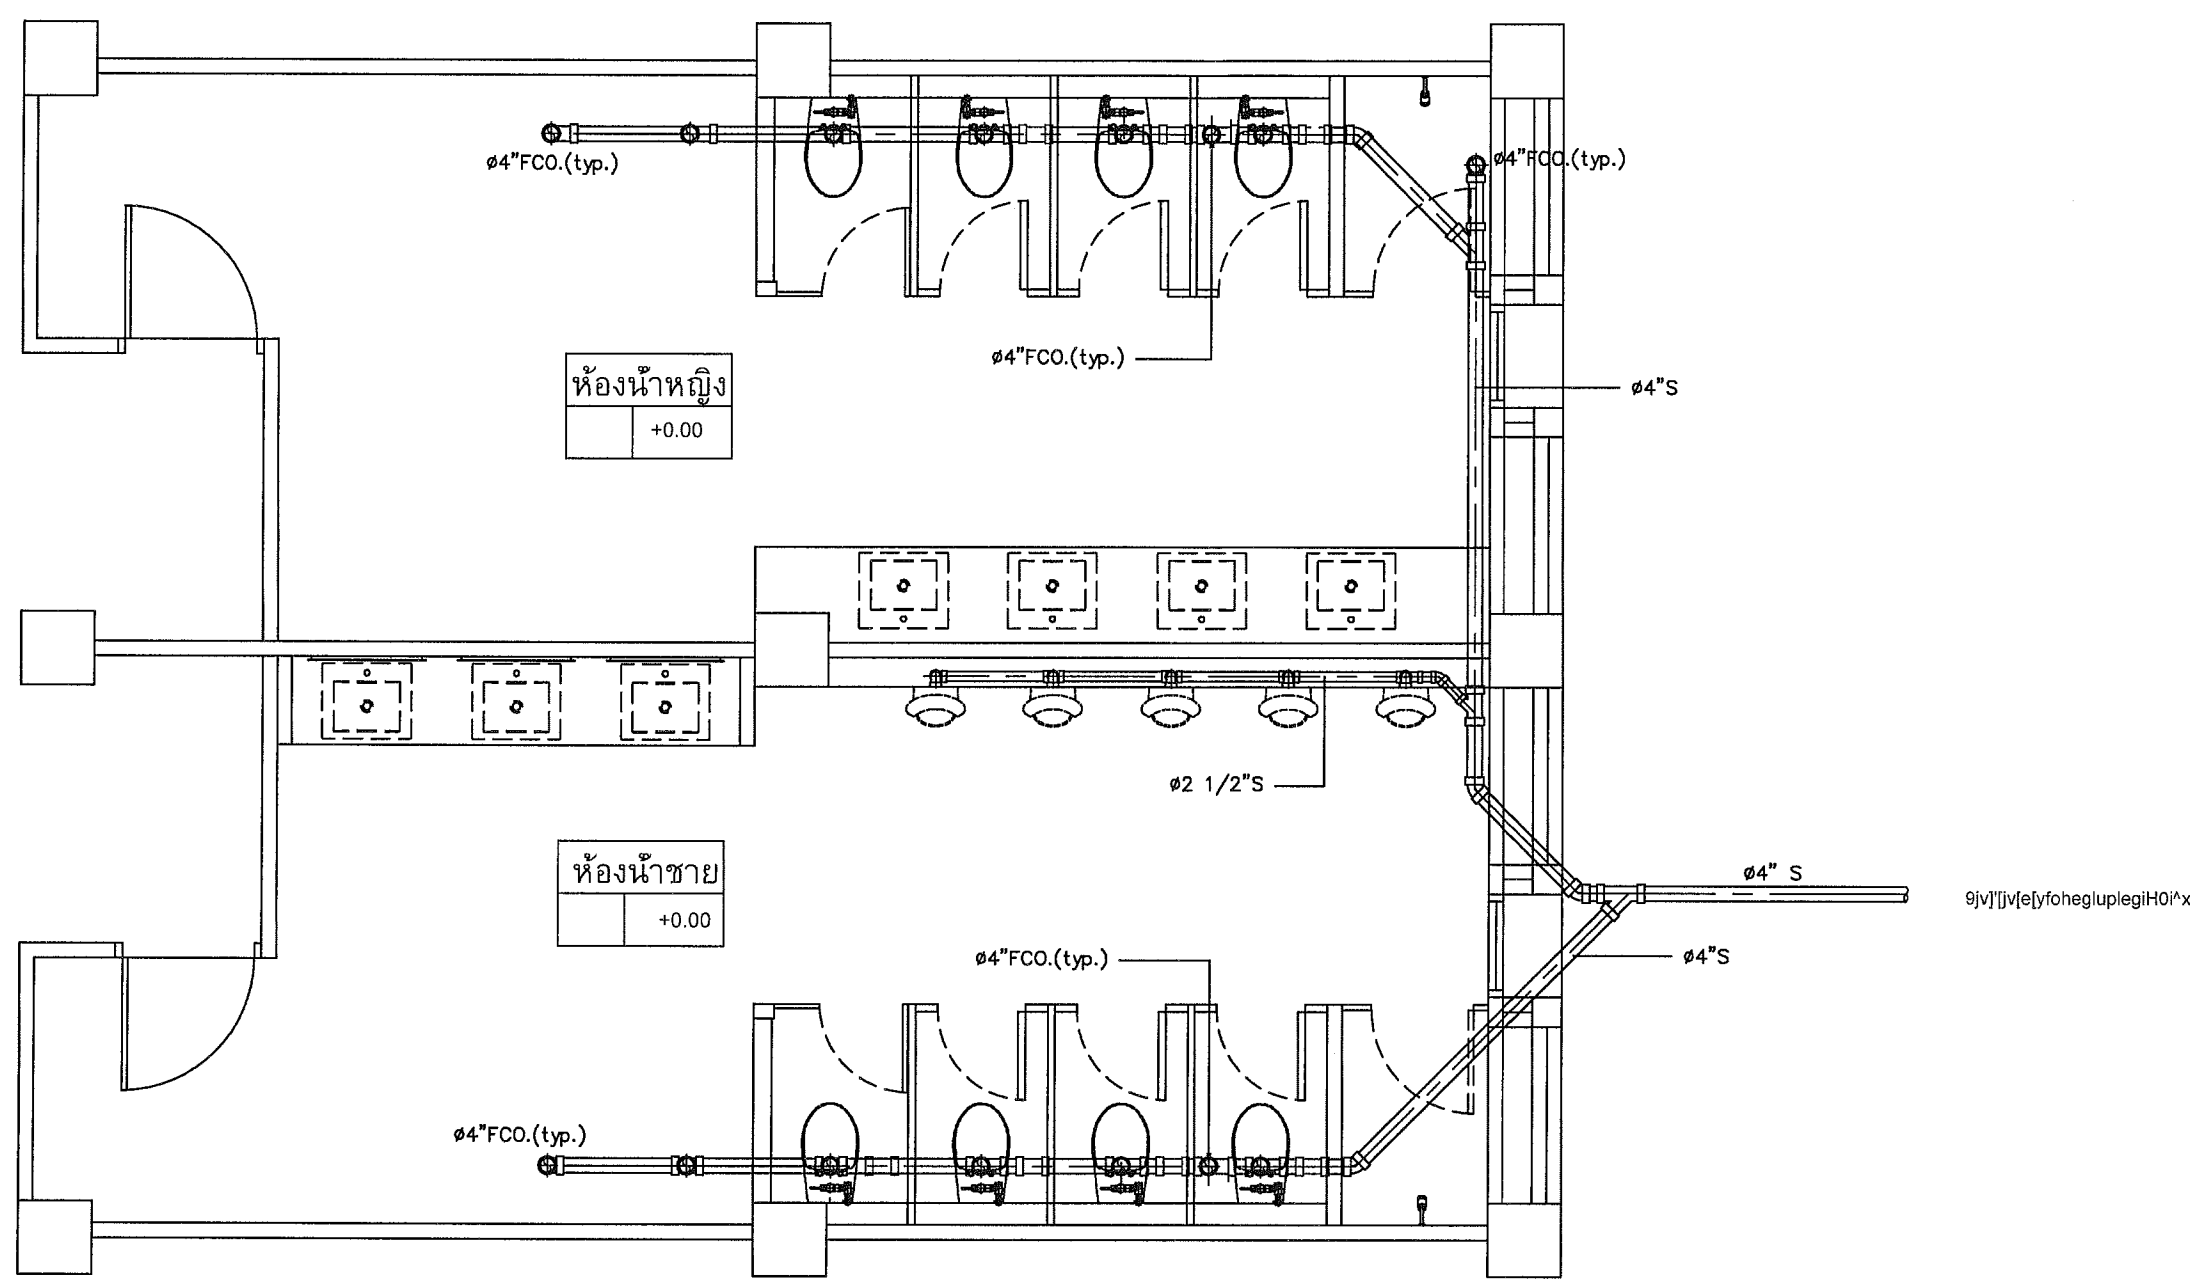 ø4"FCO.(typ.)
ø4"FCO.(typ.)
ø4"FCO.(typ.)
ห้องน้ำหญิง
+0.00
ø4"S
ø2 1/2"S
ห้องน้ำชาย
+0.00
ø4" S
9jv]'[jv[e[yfohegluplegiH0i^x
ø4"FCO.(typ.)
ø4"S
ø4"FCO.(typ.)